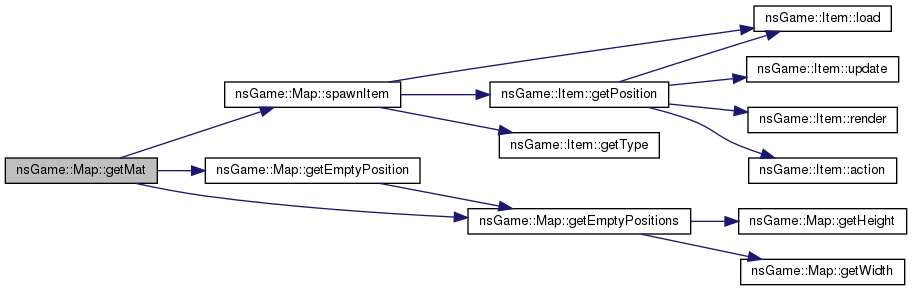 nsGame::Item::load
nsGame::Item::update
nsGame::Map::spawnItem
nsGame::Item::getPosition
nsGame::Item::render
nsGame::Item::getType
nsGame::Map::getMat
nsGame::Map::getEmptyPosition
nsGame::Item::action
nsGame::Map::getEmptyPositions
nsGame::Map::getHeight
nsGame::Map::getWidth